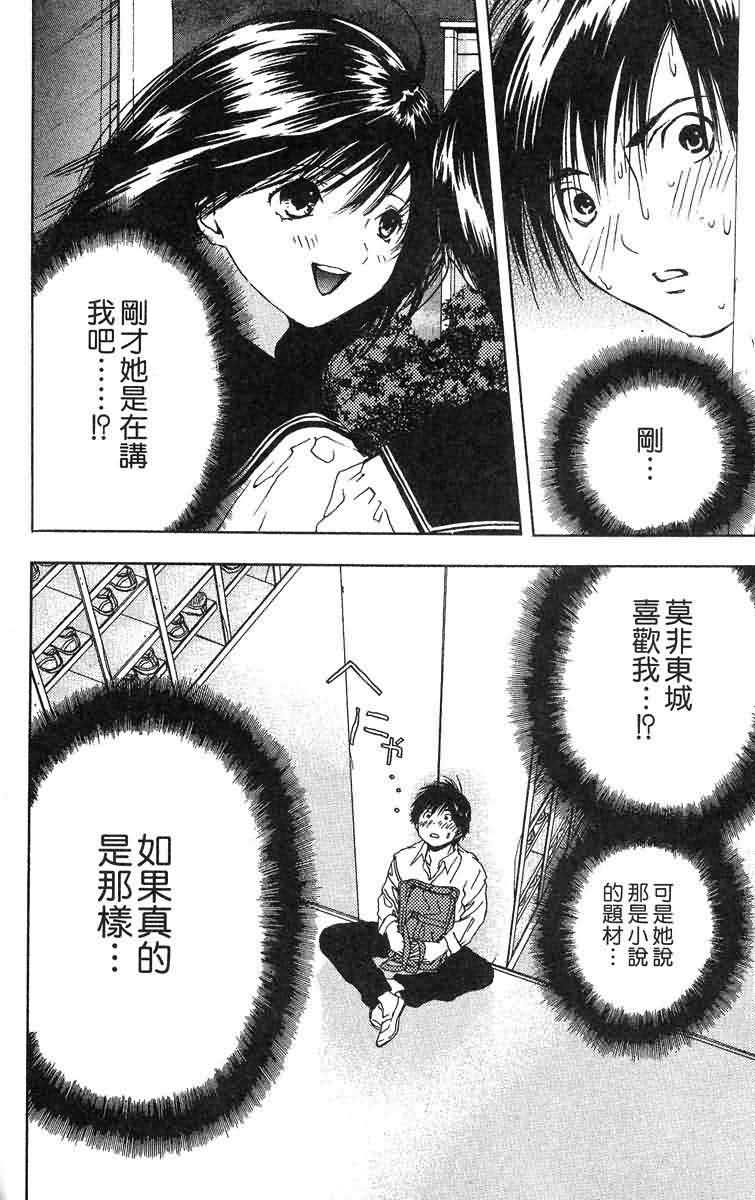 剛
…
剛才她是在講
我吧……!?
莫非東城
喜歡我…!?
可是她說
那是小說
的題材…
へにゃ…
如果真的
是那樣…